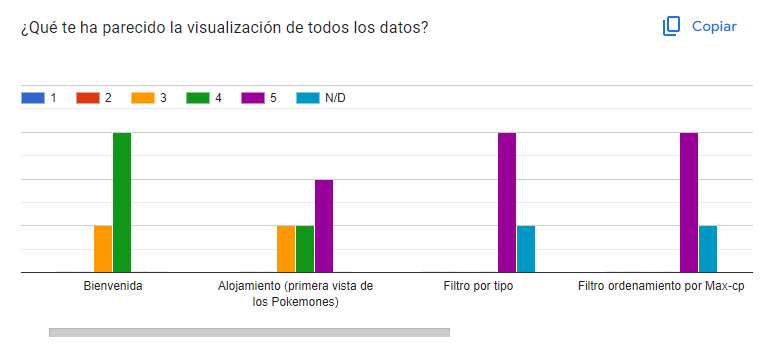 ¿Qué te ha parecido la visualización de todos los datos?
Copiar
1 2 3 4 5 N/D
Bienvenida
Alojamiento (primera vista de
los Pokemones)
Filtro por tipo
Filtro ordenamiento por Max-cp